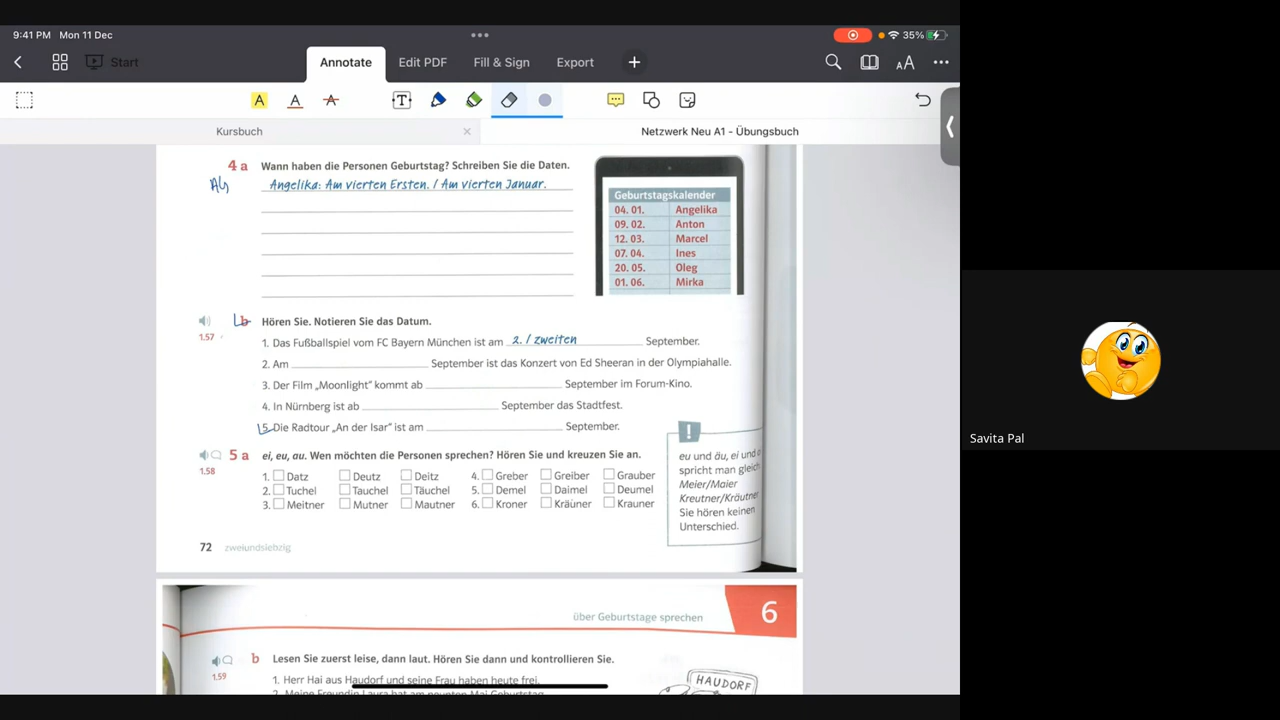 9:41 PM Mon 11 Dec
35%
Start
Annotate
Edit PDF
Fill & Sign
Export
Kursbuch
Netzwerk Neu A1 - Übungsbuch
4 a Wann haben die Personen Geburtstag? Schreiben Sie die Daten.
Angelika: Am vierten Ersten. / Am vierten Januar.
Geburtstagskalender
04. 01. Angelika
09. 02. Anton
12. 03. Marcel
07. 04. Ines
20. 05. Oleg
01. 06. Mirka
b Hören Sie. Notieren Sie das Datum.
1.57
1. Das Fußballspiel vom FC Bayern München ist am 2. / zweiten September.
2. Am September ist das Konzert von Ed Sheeran in der Olympiahalle.
3. Der Film „Moonlight" kommt ab September im Forum-Kino.
4. In Nürnberg ist ab September das Stadtfest.
5. Die Radtour „An der Isar" ist am September.
5 a ei, eu, au. Wen möchten die Personen sprechen? Hören Sie und kreuzen Sie an.
1.58
1. Datz Deutz Deitz 4. Greber Greiber Grauber
2. Tuchel Tauchel Täuchel 5. Demel Daimel Deumel
3. Meitner Mutner Mautner 6. Kroner Kräuner Krauner
!
eu und äu, ei und
spricht man gleich
Meier/Maier
Kreutner/Kräutner
Sie hören keinen
Unterschied.
72 zweiundsiebzig
über Geburtstage sprechen
6
b Lesen Sie zuerst leise, dann laut. Hören Sie dann und kontrollieren Sie.
1.59
1. Herr Hai aus Haudorf und seine Frau haben heute frei.
2. Meine Freundin Laura hat am neunten Mai Geburtstag
HAUDORF
Savita Pal